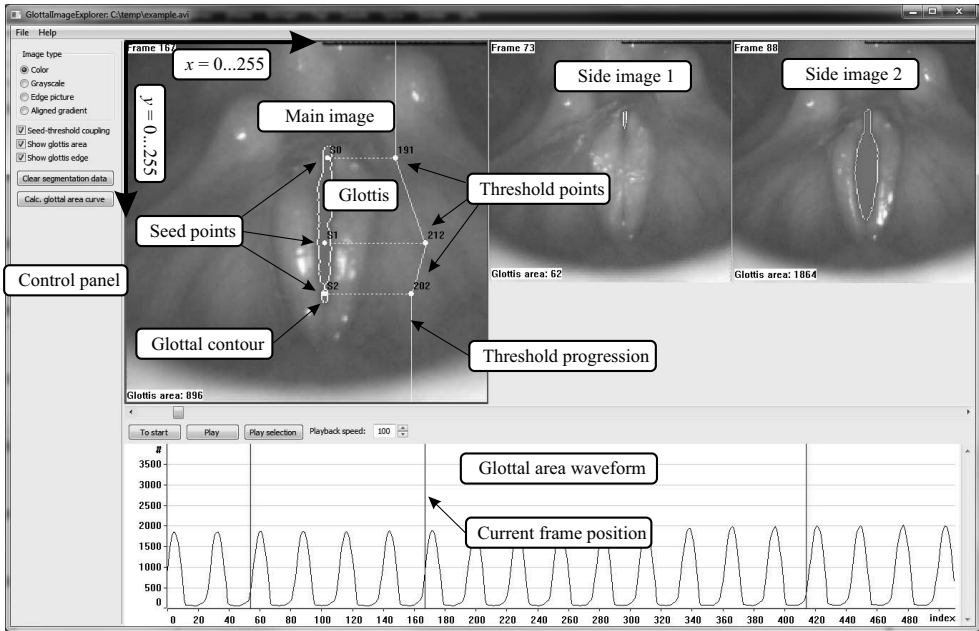 GlottalImageExplorer: C:\temp\example.avi
File Help
Image type
Color
Grayscale
Edge picture
Aligned gradient
Seed-threshold coupling
Show glottis area
Show glottis edge
Clear segmentation data
Calc. glottal area curve
Control panel
Frame 167
x = 0...255
y = 0...255
Main image
S0
191
Glottis
Threshold points
Seed points
S1
212
S2
202
Glottal contour
Threshold progression
Glottis area: 896
Frame 73
Side image 1
Glottis area: 62
Frame 88
Side image 2
Glottis area: 1864
To start Play Play selection Playback speed: 100
#
3500
3000
2500
2000
1500
1000
500
0
Glottal area waveform
Current frame position
0 20 40 60 80 100 120 140 160 180 200 220 240 260 280 300 320 340 360 380 400 420 440 460 480 index